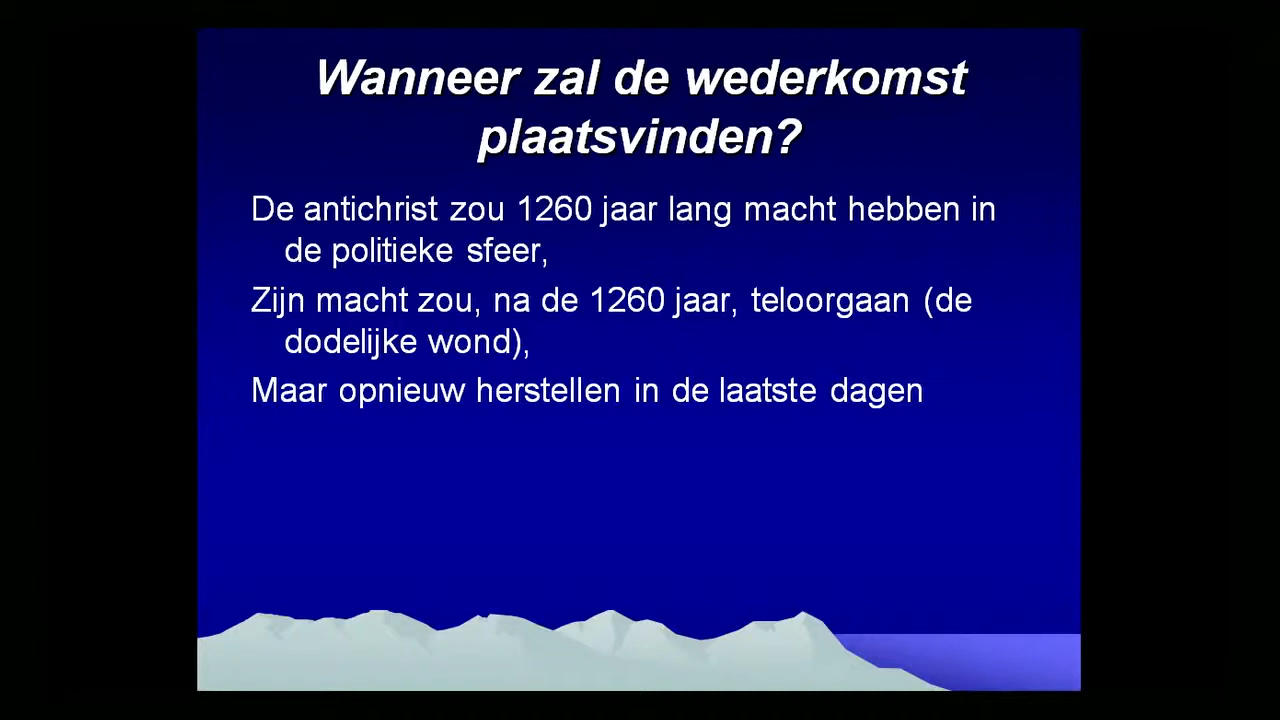 Wanneer zal de wederkomst
plaatsvinden?
De antichrist zou 1260 jaar lang macht hebben in
de politieke sfeer,
Zijn macht zou, na de 1260 jaar, teloorgaan (de
dodelijke wond),
Maar opnieuw herstellen in de laatste dagen